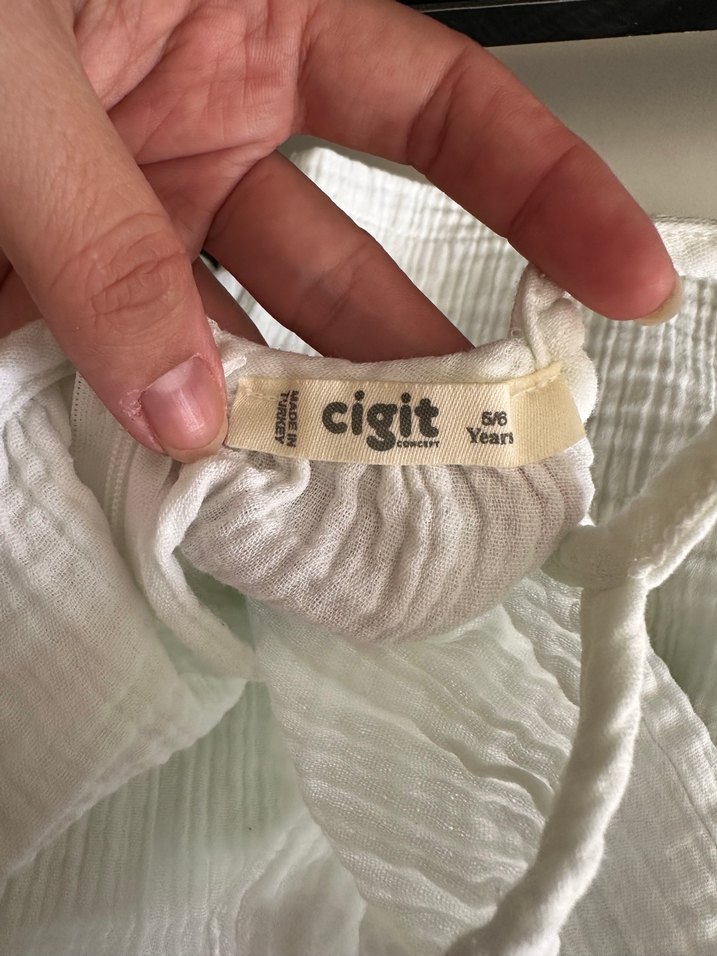 MADE IN
TURKEY
cigit
CONCEPT
5/6
Years